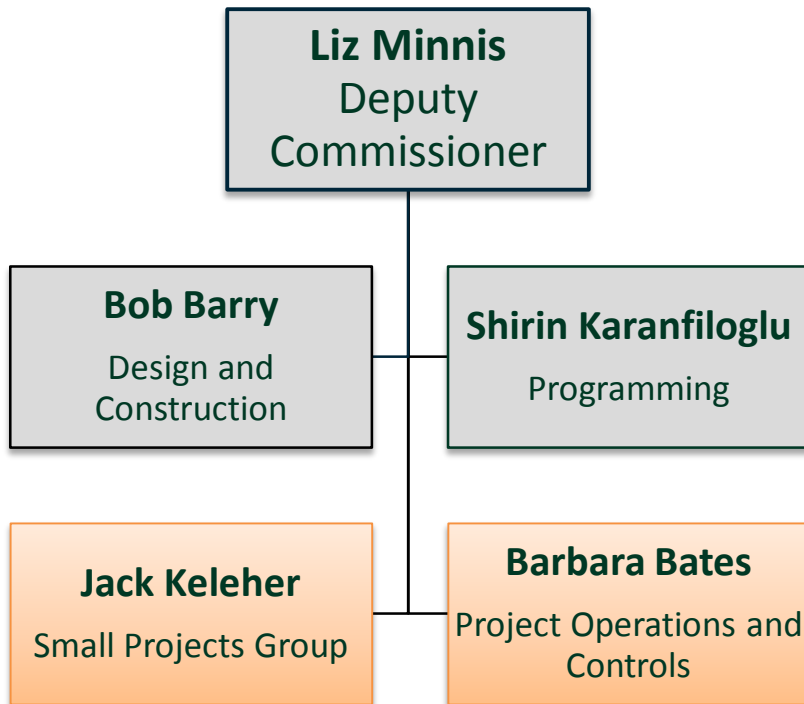 Liz Minnis
Deputy
Commissioner
Bob Barry
Design and
Construction
Shirin Karanfiloglu
Programming
Jack Keleher
Small Projects Group
Barbara Bates
Project Operations and
Controls